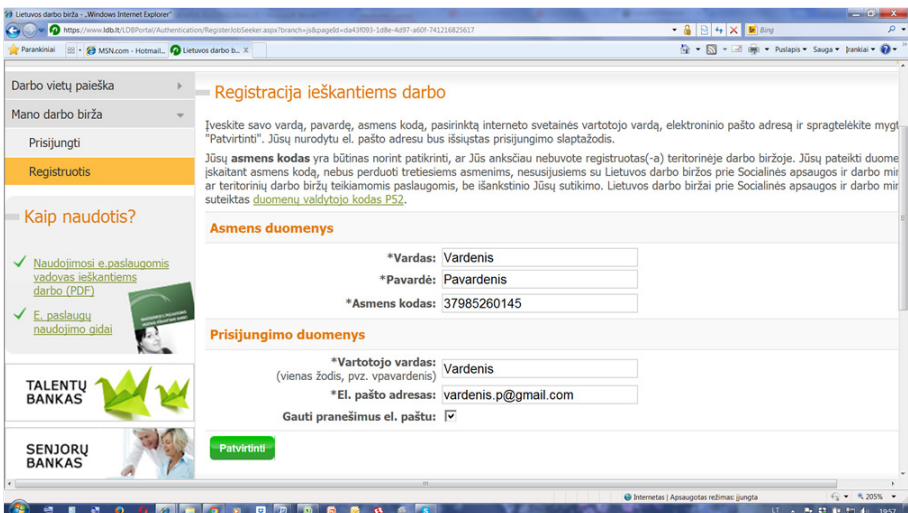 Lietuvos darbo birža - „Windows Internet Explorer“
https://www.ldb.lt/LDBPortal/Authentication/RegisterJobSeeker.aspx?branch=js&pageId=da43f093-1d8e-4d97-a60f-741216825617
Bing
Parankiniai
MSN.com - Hotmail...
Lietuvos darbo b...
Puslapis
Sauga
Įrankiai
Darbo vietų paieška
Mano darbo birža
Prisijungti
Registruotis
Kaip naudotis?
Naudojimosi e.paslaugomis
vadovas ieškantiems
darbo (PDF)
E. paslaugų
naudojimo gidai
TALENTŲ
BANKAS
SENJORŲ
BANKAS
Registracija ieškantiems darbo
Įveskite savo vardą, pavardę, asmens kodą, pasirinktą interneto svetainės vartotojo vardą, elektroninio pašto adresą ir spragtelėkite mygt
"Patvirtinti". Jūsų nurodytu el. pašto adresu bus išsiųstas prisijungimo slaptažodis.
Jūsų asmens kodas yra būtinas norint patikrinti, ar Jūs anksčiau nebuvote registruotas(-a) teritorinėje darbo biržoje. Jūsų pateikti duome
įskaitant asmens kodą, nebus perduoti tretiesiems asmenims, nesusijusiems su Lietuvos darbo biržos prie Socialinės apsaugos ir darbo min
ar teritorinių darbo biržų teikiamomis paslaugomis, be išankstinio Jūsų sutikimo. Lietuvos darbo biržai prie Socialinės apsaugos ir darbo min
suteiktas duomenų valdytojo kodas P52.
Asmens duomenys
*Vardas: Vardenis
*Pavardė: Pavardenis
*Asmens kodas: 37985260145
Prisijungimo duomenys
*Vartotojo vardas: Vardenis
(vienas žodis, pvz. vpavardenis)
*El. pašto adresas: vardenis.p@gmail.com
Gauti pranešimus el. paštu:
Patvirtinti
Internetas | Apsaugotas režimas: įjungta
205%
LT
1957